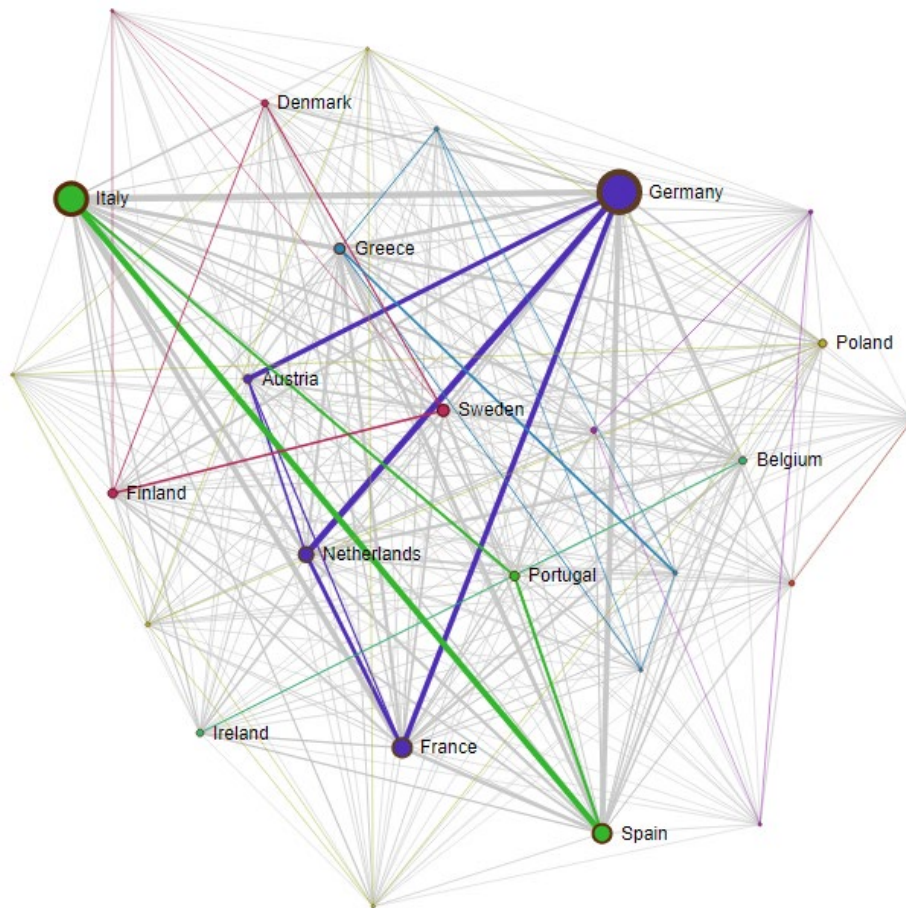 Denmark
Italy
Germany
Greece
Poland
Austria
Sweden
Belgium
Finland
Netherlands
Portugal
Ireland
France
Spain